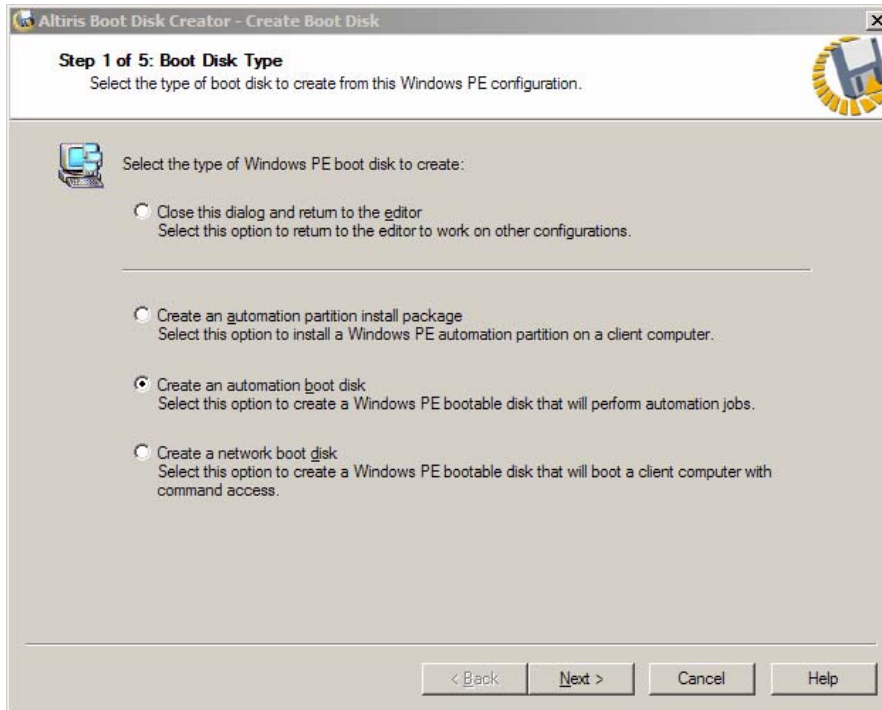 Altiris Boot Disk Creator - Create Boot Disk
Step 1 of 5: Boot Disk Type
Select the type of boot disk to create from this Windows PE configuration.
Select the type of Windows PE boot disk to create:
Close this dialog and return to the editor
Select this option to return to the editor to work on other configurations.
Create an automation partition install package
Select this option to install a Windows PE automation partition on a client computer.
Create an automation boot disk
Select this option to create a Windows PE bootable disk that will perform automation jobs.
Create a network boot disk
Select this option to create a Windows PE bootable disk that will boot a client computer with
command access.
< Back
Next >
Cancel
Help